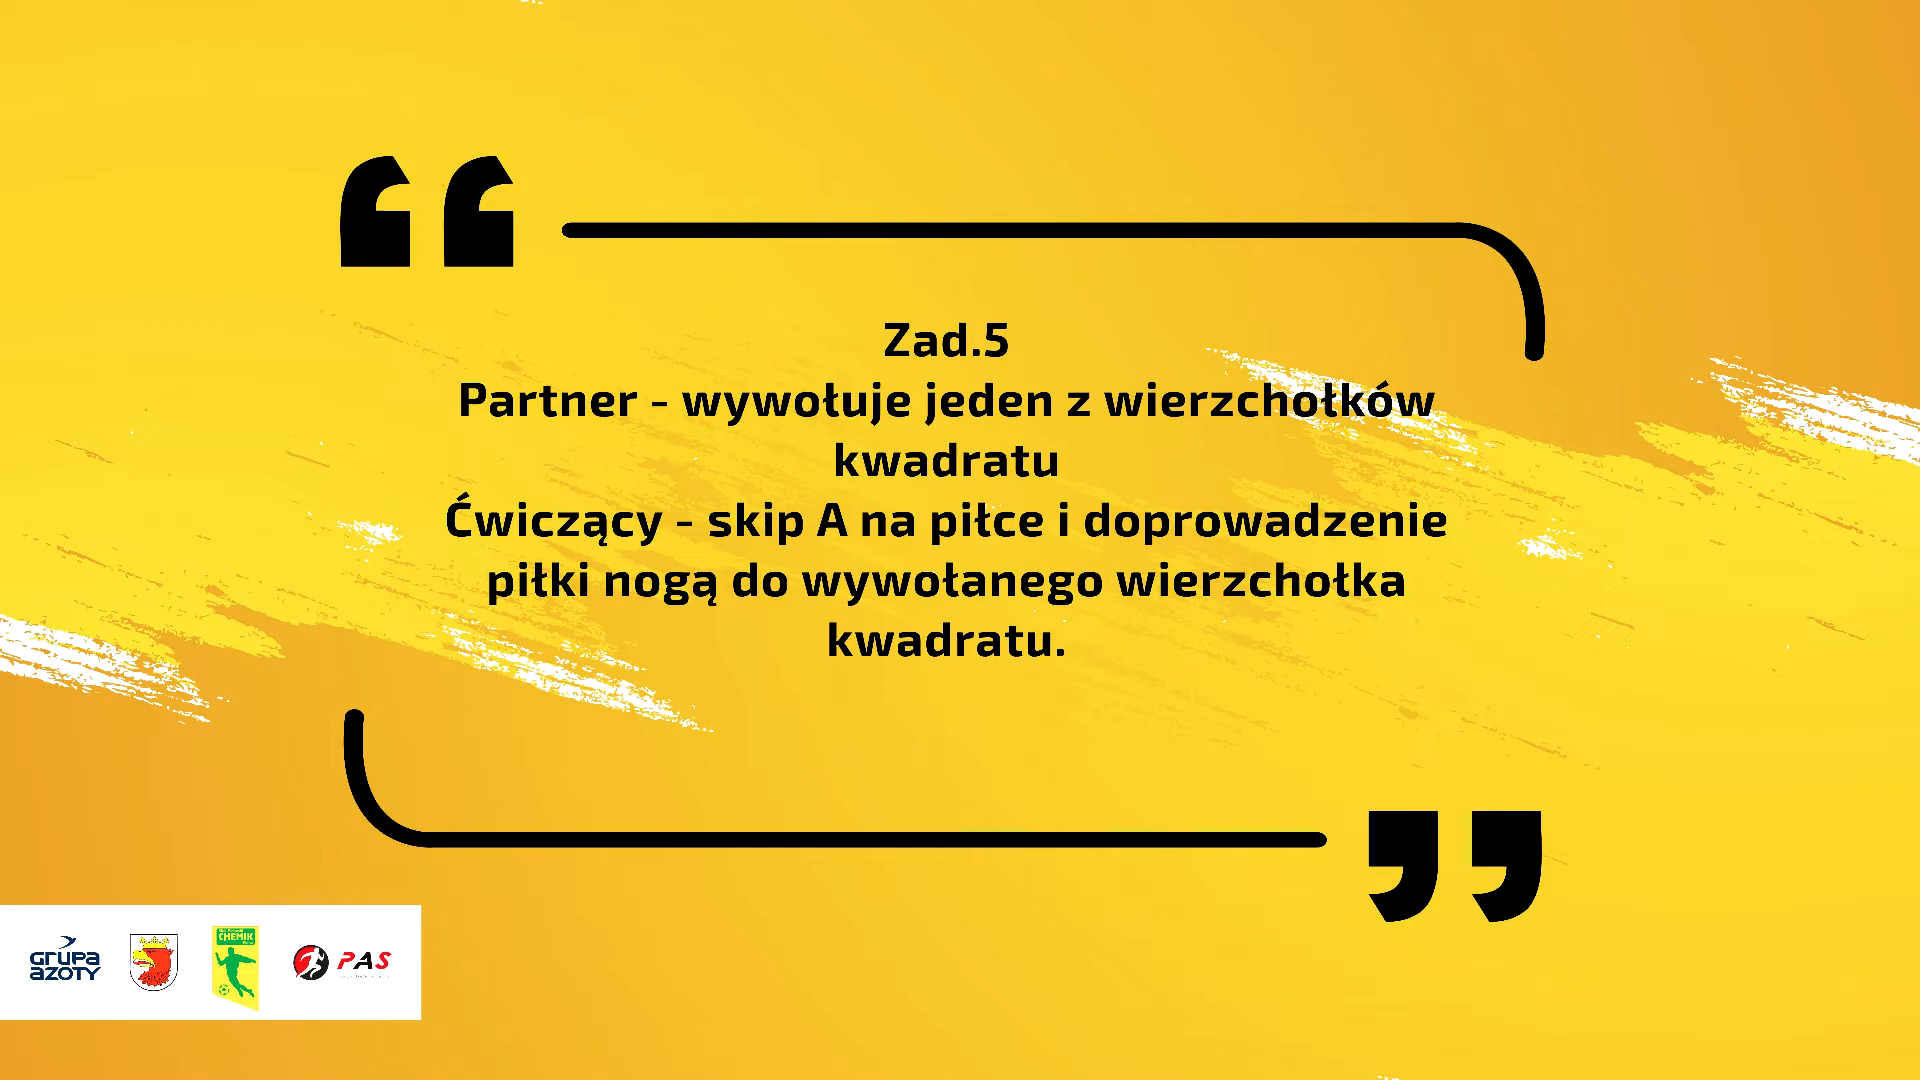 Zad.5
Partner - wywołuje jeden z wierzchołków
kwadratu
Ćwiczący - skip A na piłce i doprowadzenie
piłki nogą do wywołanego wierzchołka
kwadratu.
GRUPA
AZOTY
CHEMIK
PAS